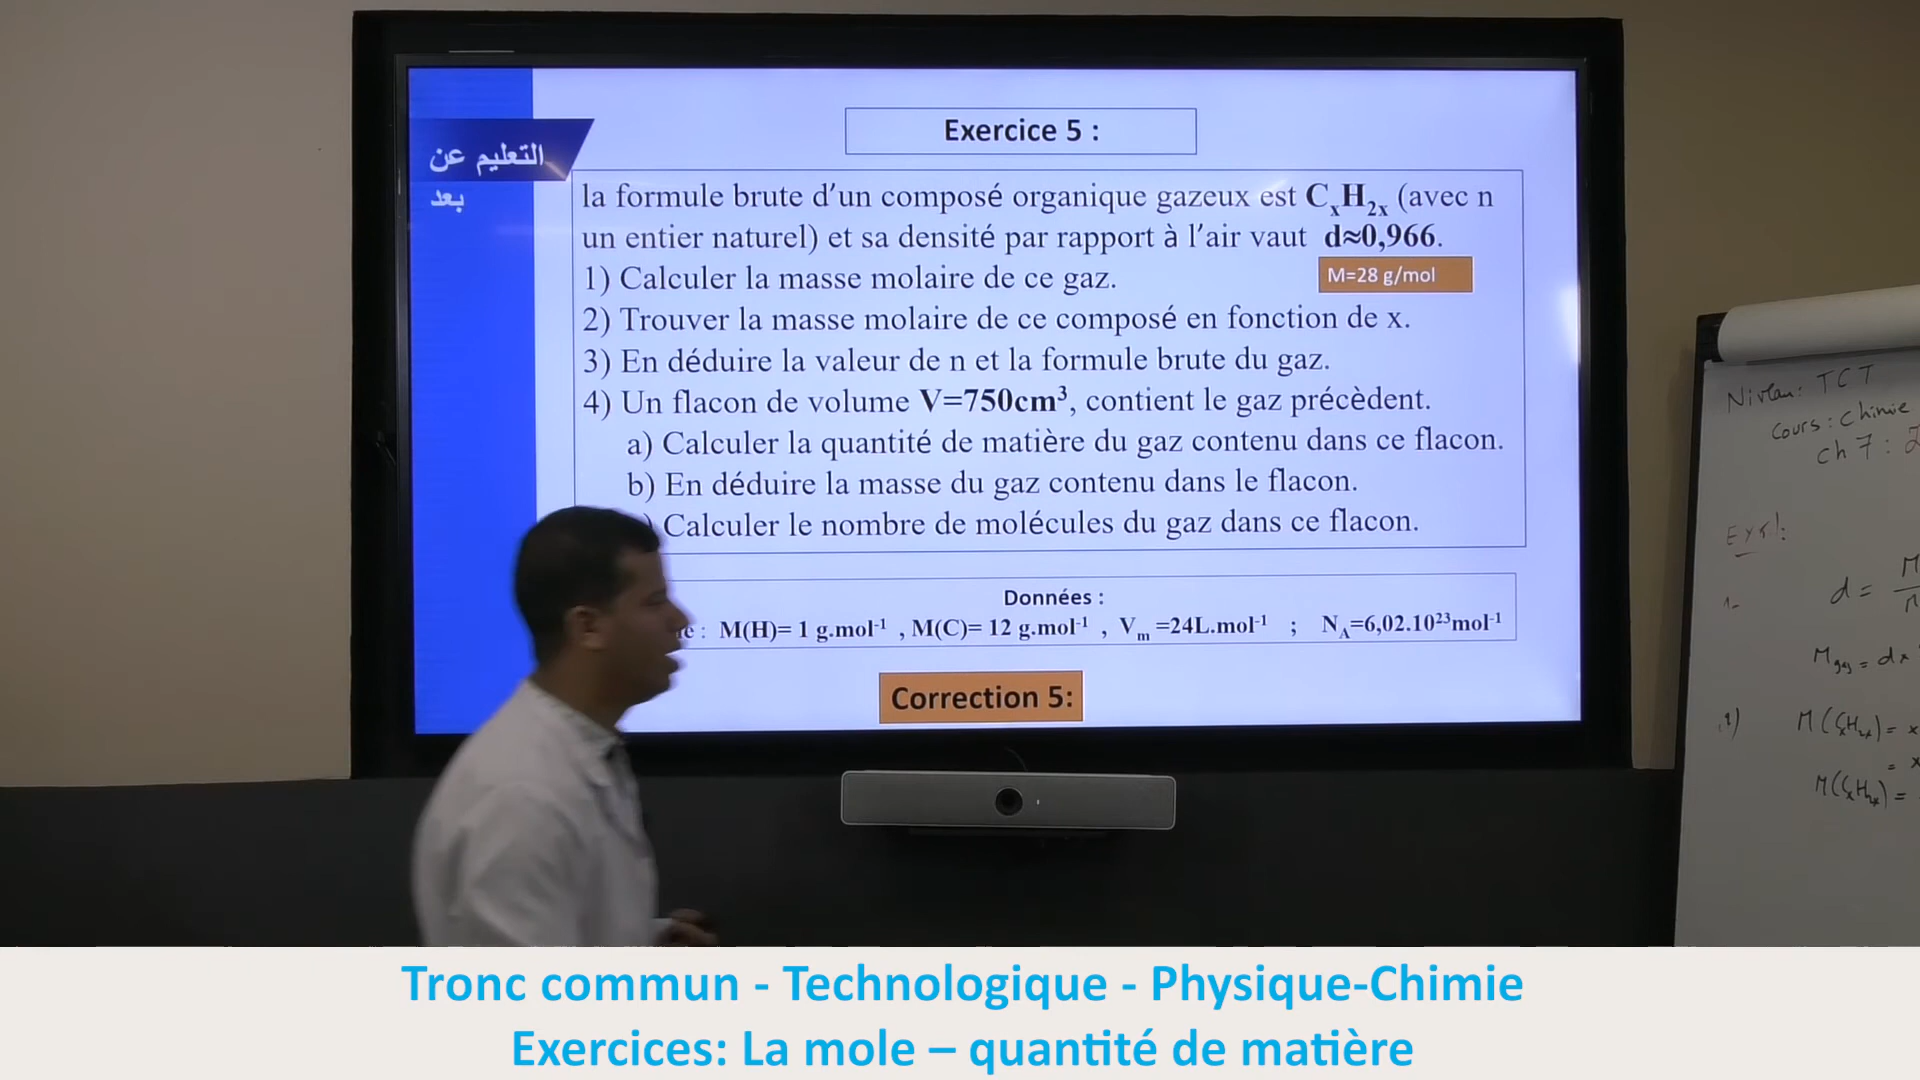 التعليم عن
بعد
Exercice 5 :
la formule brute d’un composé organique gazeux est CₓH₂ₓ (avec n
un entier naturel) et sa densité par rapport à l’air vaut d≈0,966.
1) Calculer la masse molaire de ce gaz.
M=28 g/mol
2) Trouver la masse molaire de ce composé en fonction de x.
3) En déduire la valeur de n et la formule brute du gaz.
4) Un flacon de volume V=750cm³, contient le gaz précèdent.
a) Calculer la quantité de matière du gaz contenu dans ce flacon.
b) En déduire la masse du gaz contenu dans le flacon.
) Calculer le nombre de molécules du gaz dans ce flacon.
Données :
: M(H)= 1 g.mol⁻¹ , M(C)= 12 g.mol⁻¹ , Vₘ =24L.mol⁻¹ ; N_A=6,02.10²³mol⁻¹
Correction 5:
Niveau: TCT
Cours: Chimie
Ch 7 :
1-
d =
M gaz = d×
2)
M(CₓH₂ₓ) = x
= x
M(CₓH₂ₓ) =
Tronc commun - Technologique - Physique-Chimie
Exercices: La mole – quantité de matière